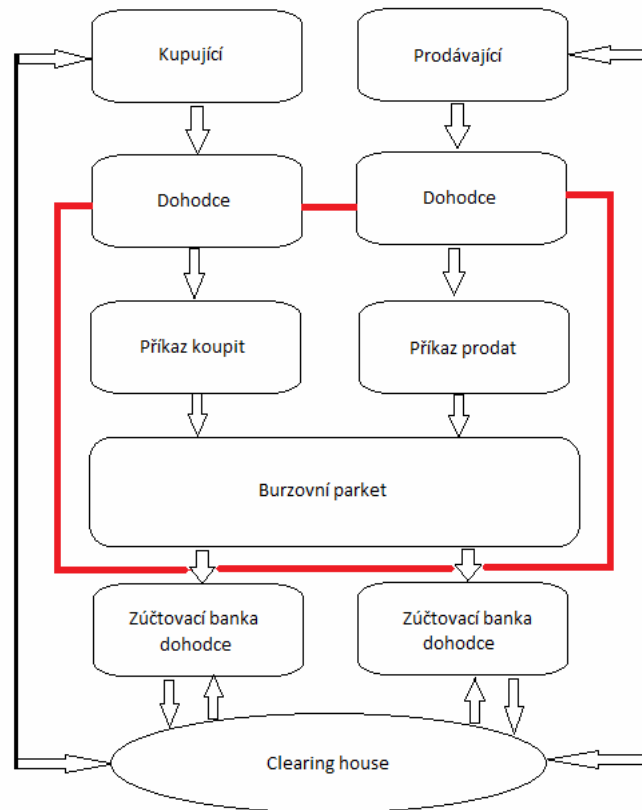 Kupující
Prodávající
Dohodce
Dohodce
Příkaz koupit
Příkaz prodat
Burzovní parket
Zúčtovací banka
dohodce
Zúčtovací banka
dohodce
Clearing house